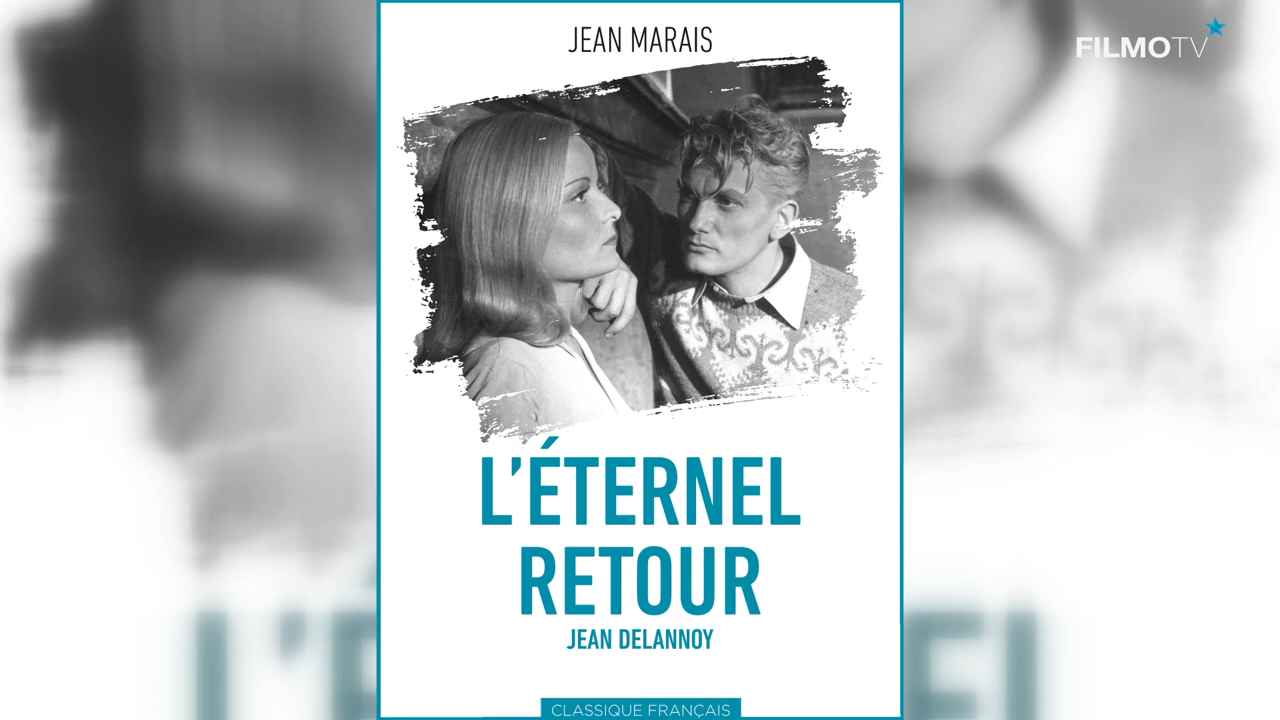 JEAN MARAIS
FILMOTV
L'ÉTERNEL
RETOUR
JEAN DELANNOY
CLASSIQUE FRANÇAIS